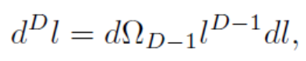 d^D l = dΩ_{D−1} l^{D−1} dl,